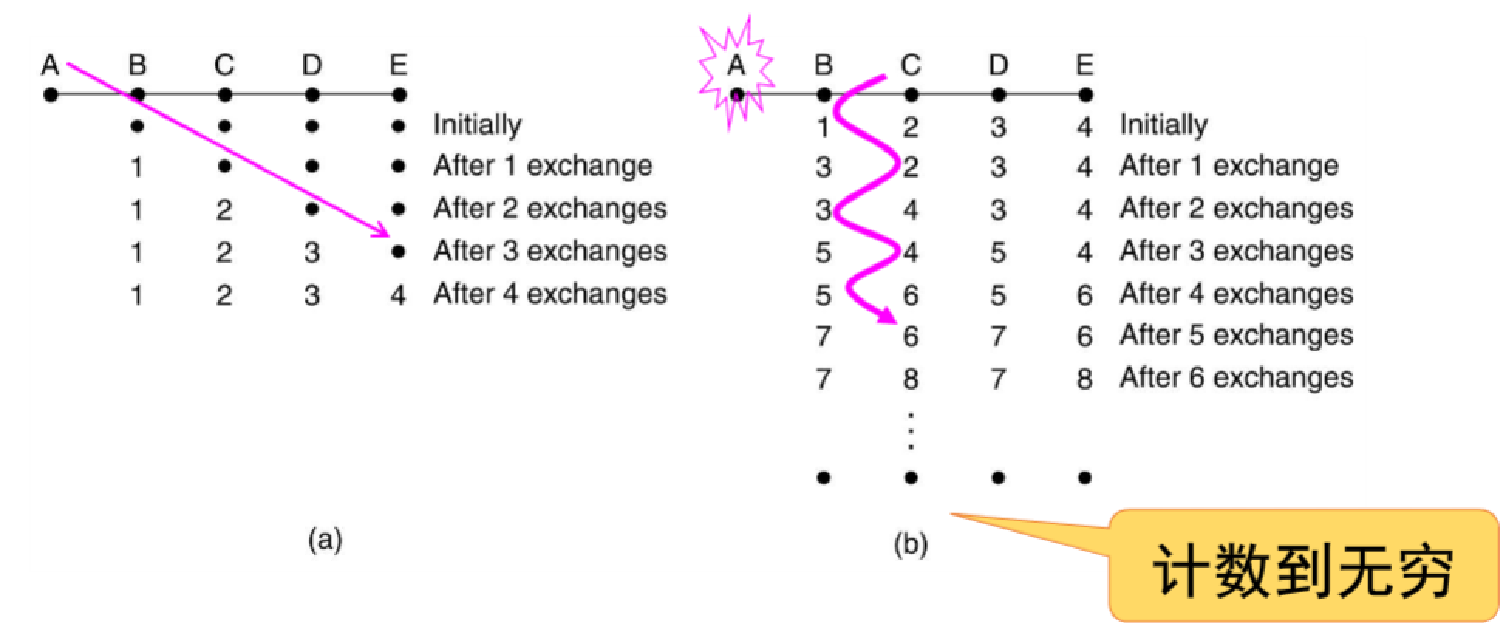 A B C D E
Initially
1 After 1 exchange
1 2 After 2 exchanges
1 2 3 After 3 exchanges
1 2 3 4 After 4 exchanges
(a)
A B C D E
1 2 3 4 Initially
3 2 3 4 After 1 exchange
3 4 3 4 After 2 exchanges
5 4 5 4 After 3 exchanges
5 6 5 6 After 4 exchanges
7 6 7 6 After 5 exchanges
7 8 7 8 After 6 exchanges
(b)
计数到无穷